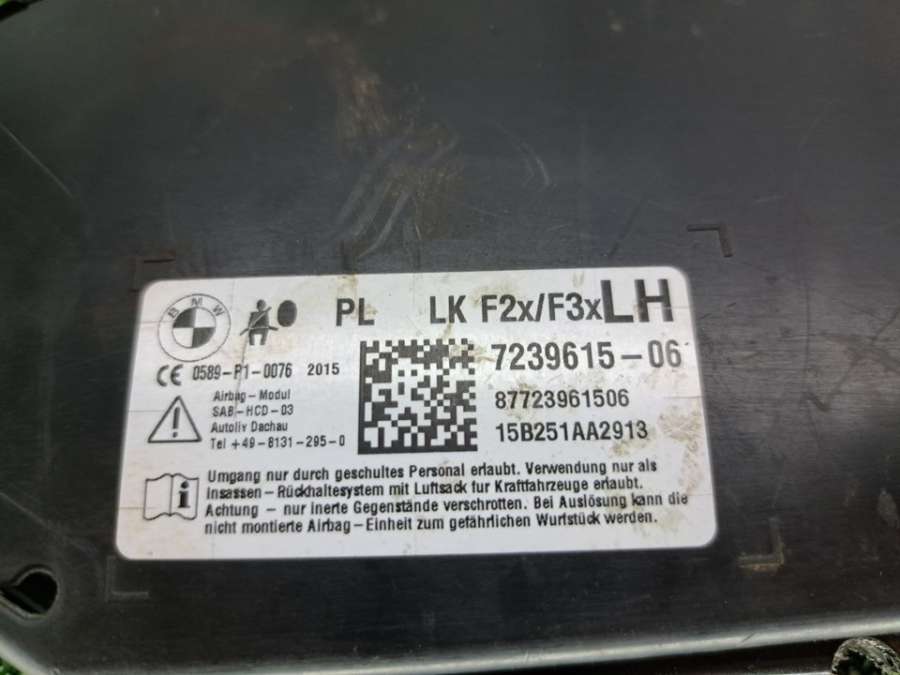 BMW
PL LK F2x/F3x LH
7239615-06
CE 0589-P1-0076 2015
87723961506
15B251AA2913
Airbag-Modul
SAB-HCD-03
Autoliv Dachau
Tel +49-8131-295-0
Umgang nur durch geschultes Personal erlaubt. Verwendung nur als
Insassen-Rückhaltesystem mit Luftsack für Kraftfahrzeuge erlaubt.
Achtung - nur inerte Gegenstände verschrotten. Bei Auslösung kann die
nicht montierte Airbag-Einheit zum gefährlichen Wurfstück werden.